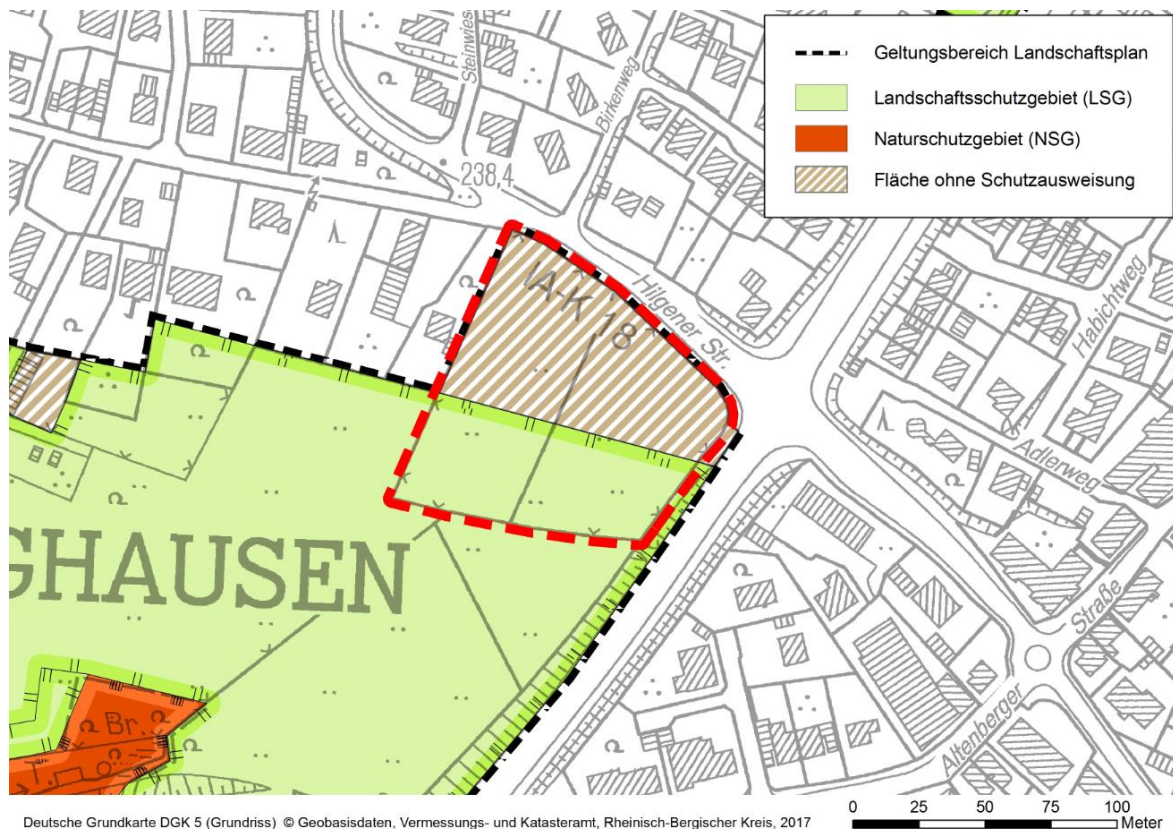 Geltungsbereich Landschaftsplan
Landschaftsschutzgebiet (LSG)
Naturschutzgebiet (NSG)
Fläche ohne Schutzausweisung
Steinwiese
Birkenweg
238,4
Hilgener Str.
IA-K 18
Habichtweg
Adlerweg
GHAUSEN
Straße
Altenberger
Br.
T.
0 25 50 75 100
Meter
Deutsche Grundkarte DGK 5 (Grundriss) © Geobasisdaten, Vermessungs- und Katasteramt, Rheinisch-Bergischer Kreis, 2017